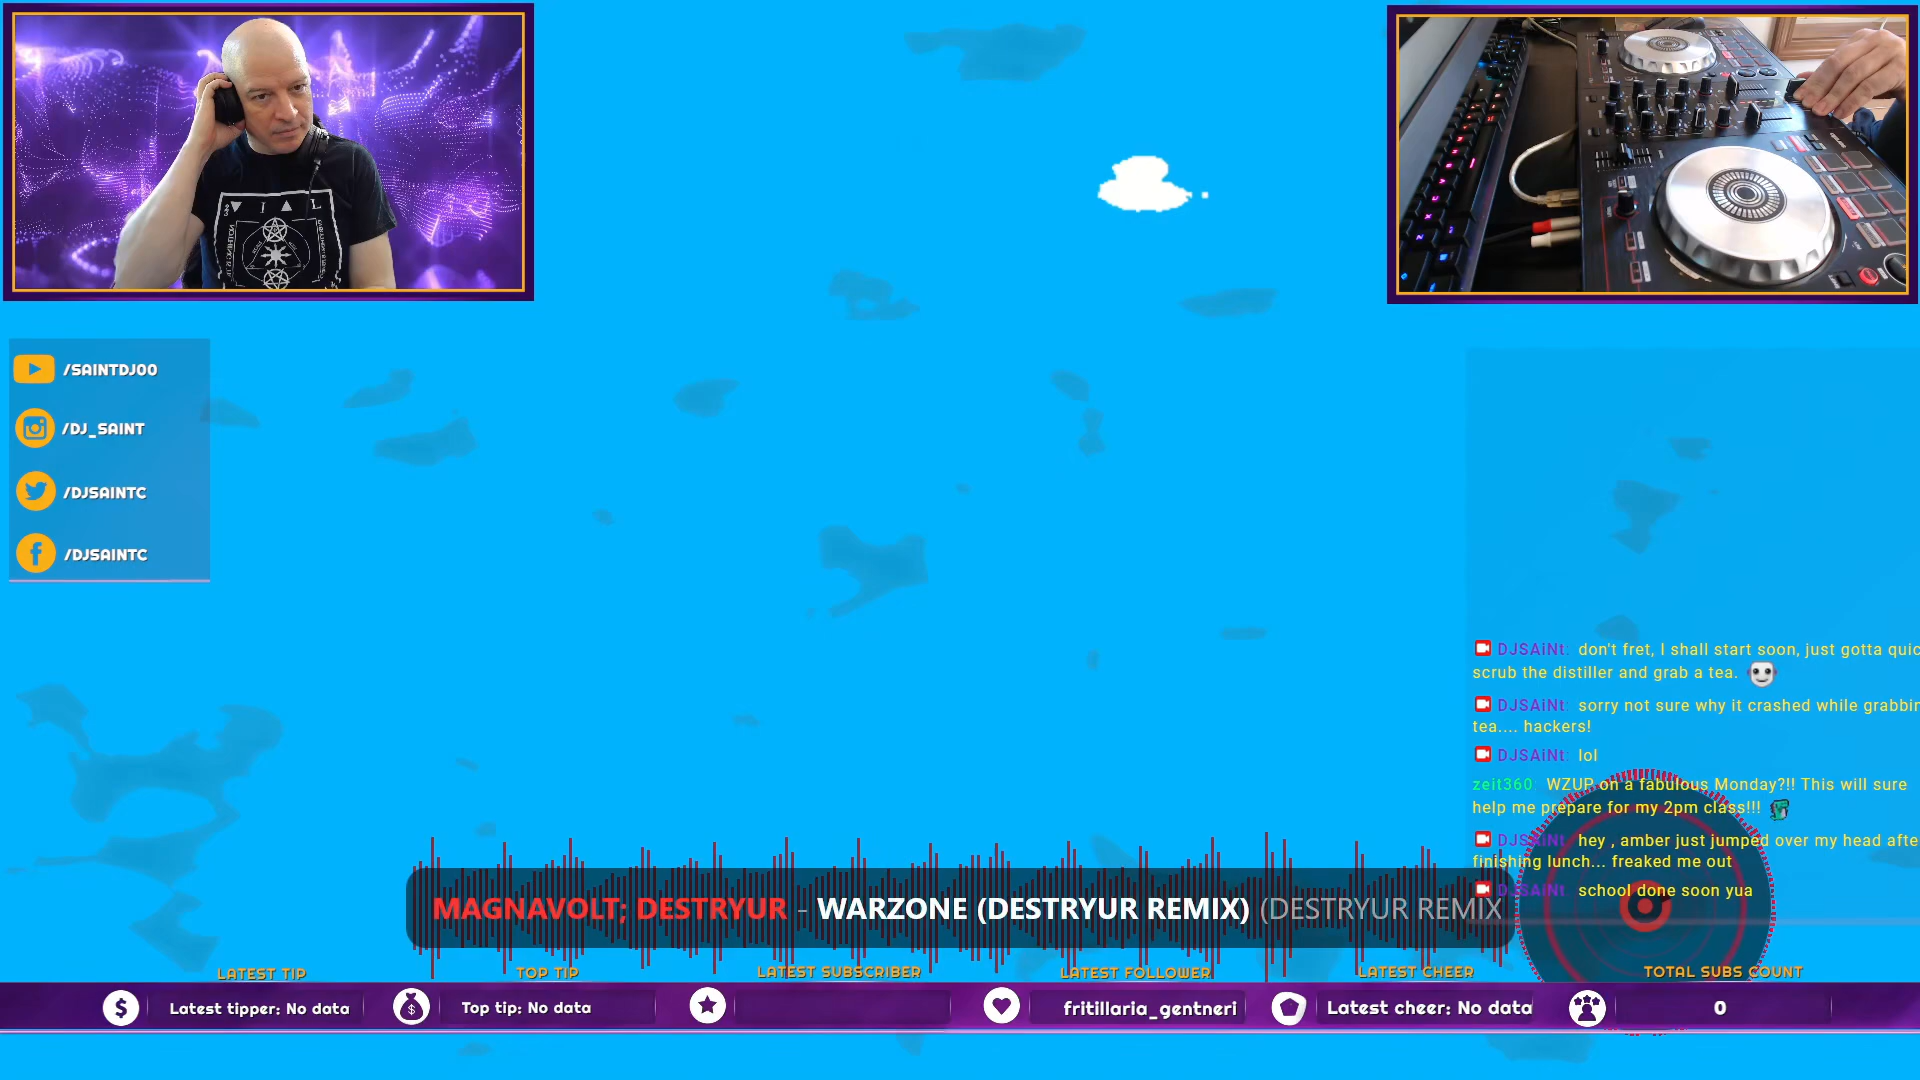 /SAINTDJ00
/DJ_SAINT
/DJSAINTC
/DJSAINTC
DJSAiNt: don't fret, I shall start soon, just gotta quic
scrub the distiller and grab a tea.
DJSAiNt: sorry not sure why it crashed while grabbin
tea.... hackers!
DJSAiNt: lol
zeit360: WZUP on a fabulous Monday?!! This will sure
help me prepare for my 2pm class!!!
DJSAiNt: hey , amber just jumped over my head afte
finishing lunch... freaked me out
DJSAiNt: school done soon yua
MAGNAVOLT; DESTRYUR - WARZONE (DESTRYUR REMIX) (DESTRYUR REMIX
LATEST TIP
TOP TIP
LATEST SUBSCRIBER
LATEST FOLLOWER
LATEST CHEER
TOTAL SUBS COUNT
Latest tipper: No data
Top tip: No data
fritillaria_gentneri
Latest cheer: No data
0